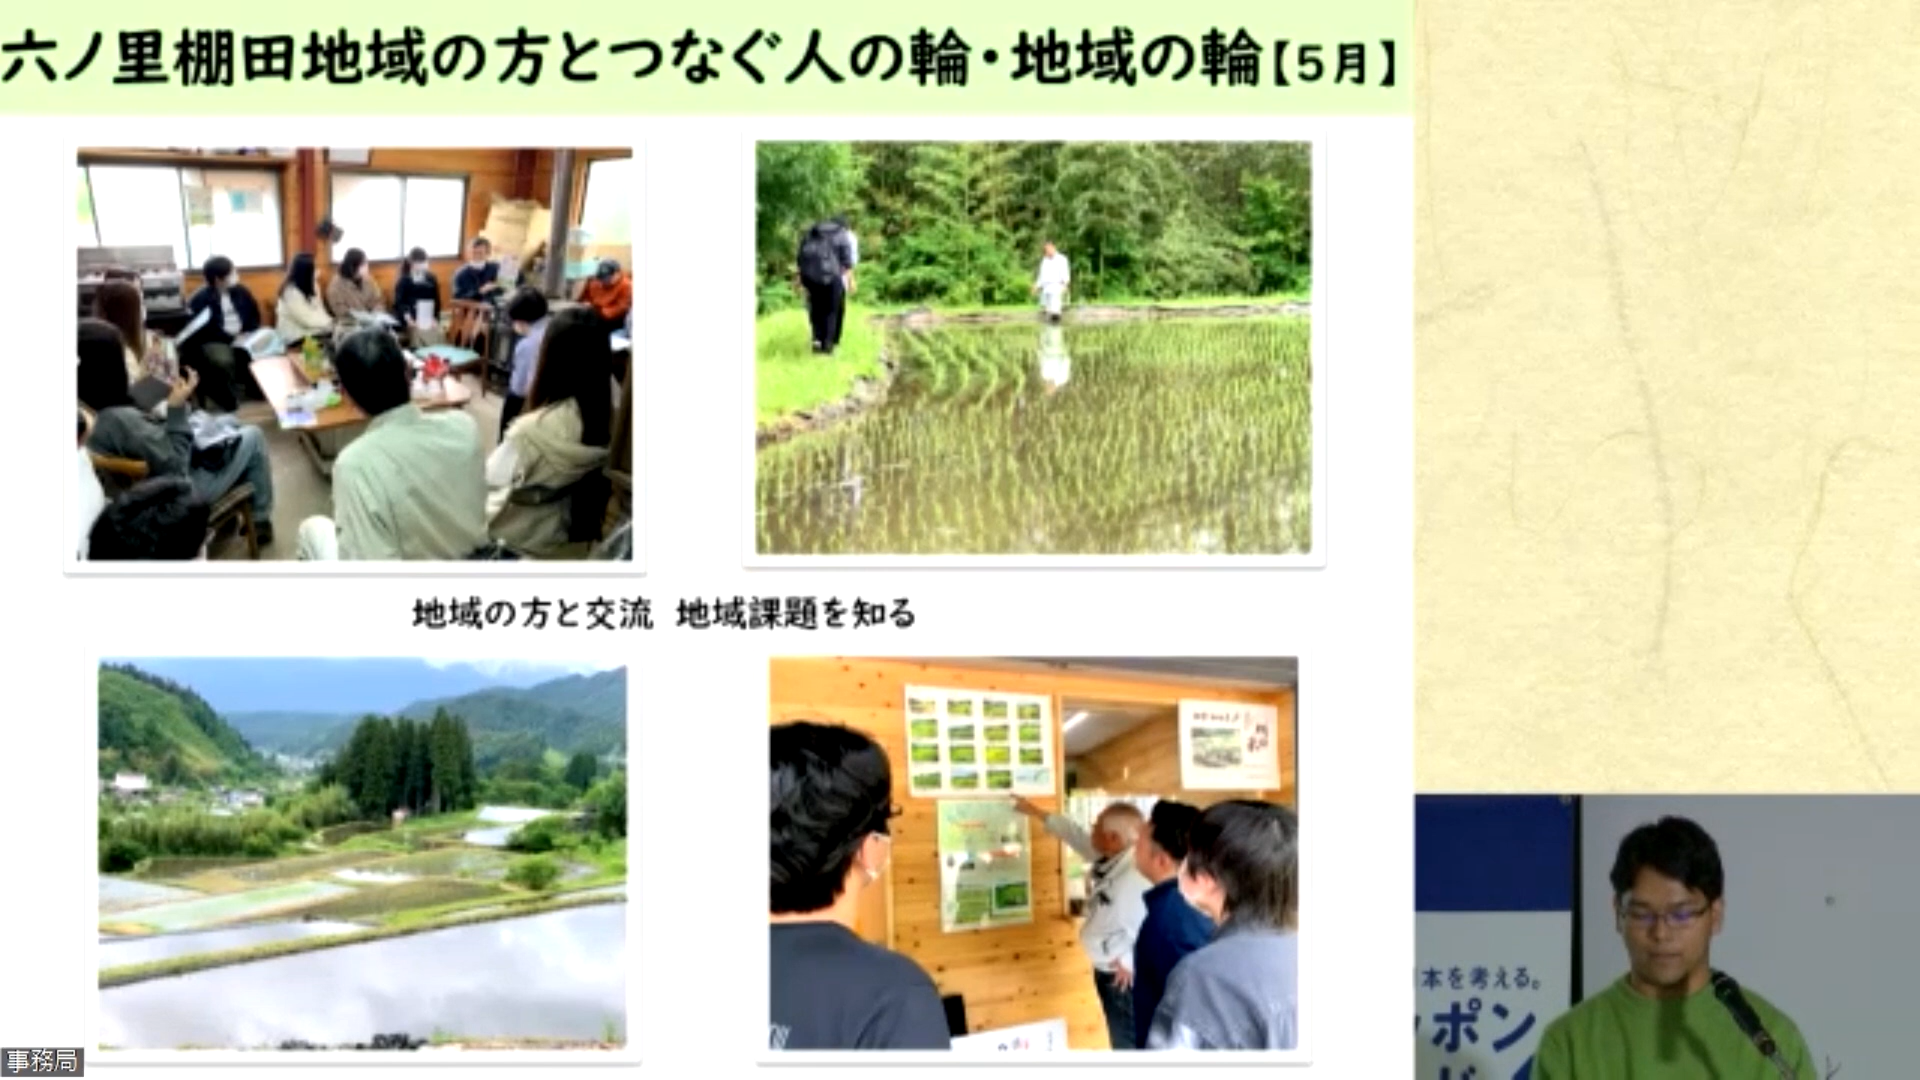 六ノ里棚田地域の方とつなぐ人の輪・地域の輪【5月】
地域の方と交流 地域課題を知る
本を考える。
ポン
事務局